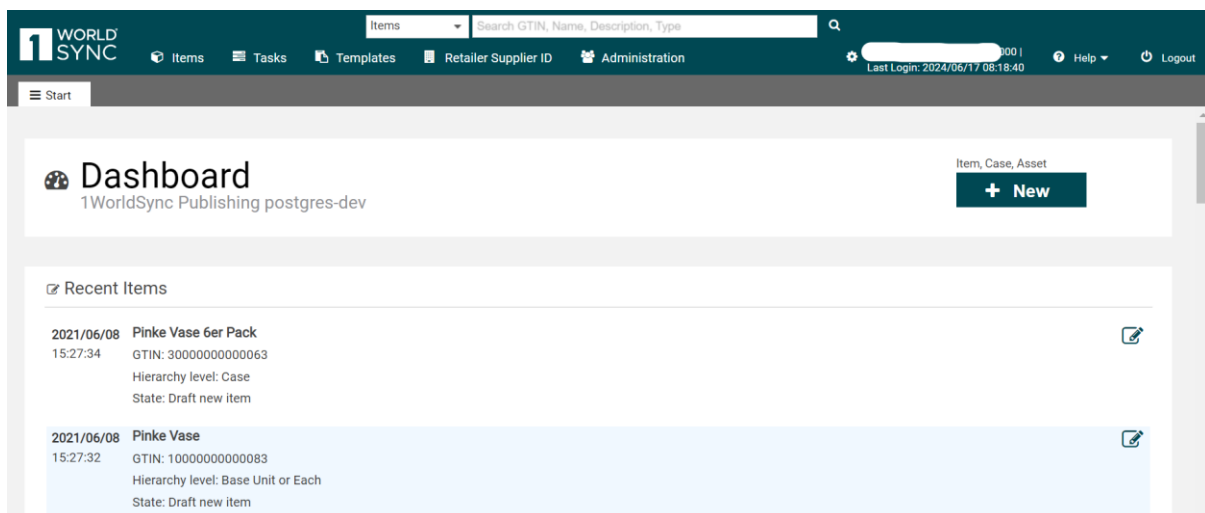 Items Search GTIN, Name, Description, Type
1 WORLD
SYNC
Items Tasks Templates Retailer Supplier ID Administration 000 | Help Logout
Last Login: 2024/06/17 08:18:40
Start
Dashboard
1WorldSync Publishing postgres-dev
Item, Case, Asset
+ New
Recent Items
2021/06/08 Pinke Vase 6er Pack
15:27:34 GTIN: 30000000000063
Hierarchy level: Case
State: Draft new item
2021/06/08 Pinke Vase
15:27:32 GTIN: 10000000000083
Hierarchy level: Base Unit or Each
State: Draft new item